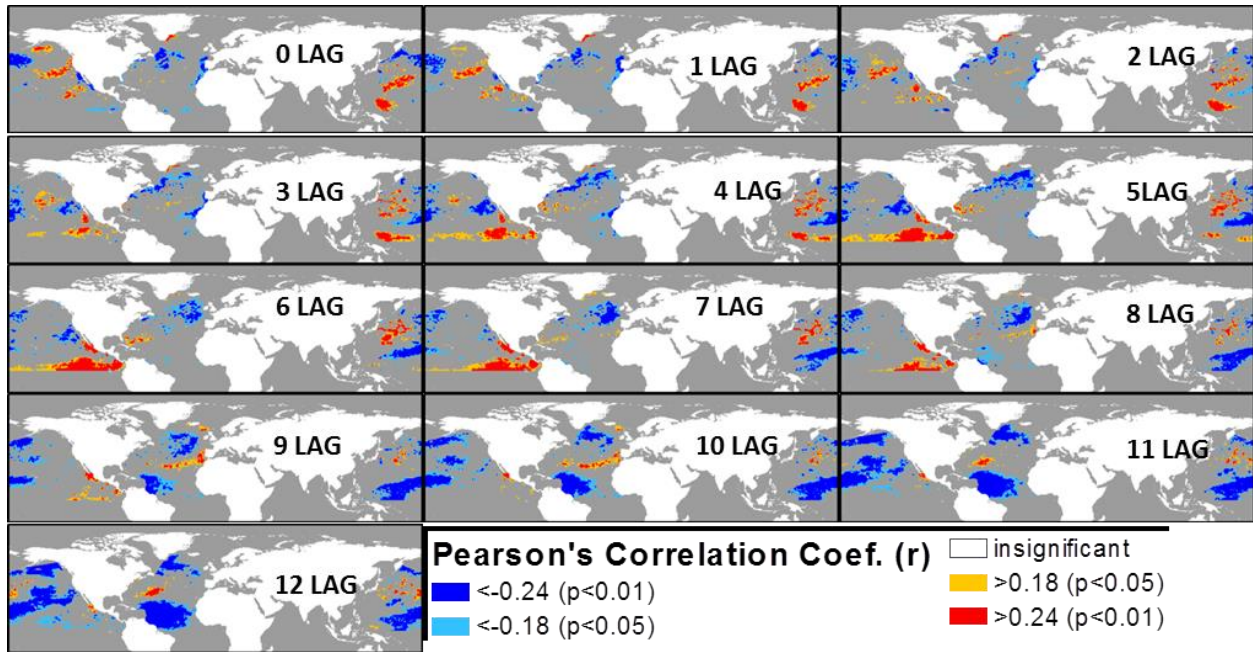 0 LAG
1 LAG
2 LAG
3 LAG
4 LAG
5LAG
6 LAG
7 LAG
8 LAG
9 LAG
10 LAG
11 LAG
12 LAG
Pearson's Correlation Coef. (r)
<-0.24 (p<0.01)
<-0.18 (p<0.05)
insignificant
>0.18 (p<0.05)
>0.24 (p<0.01)